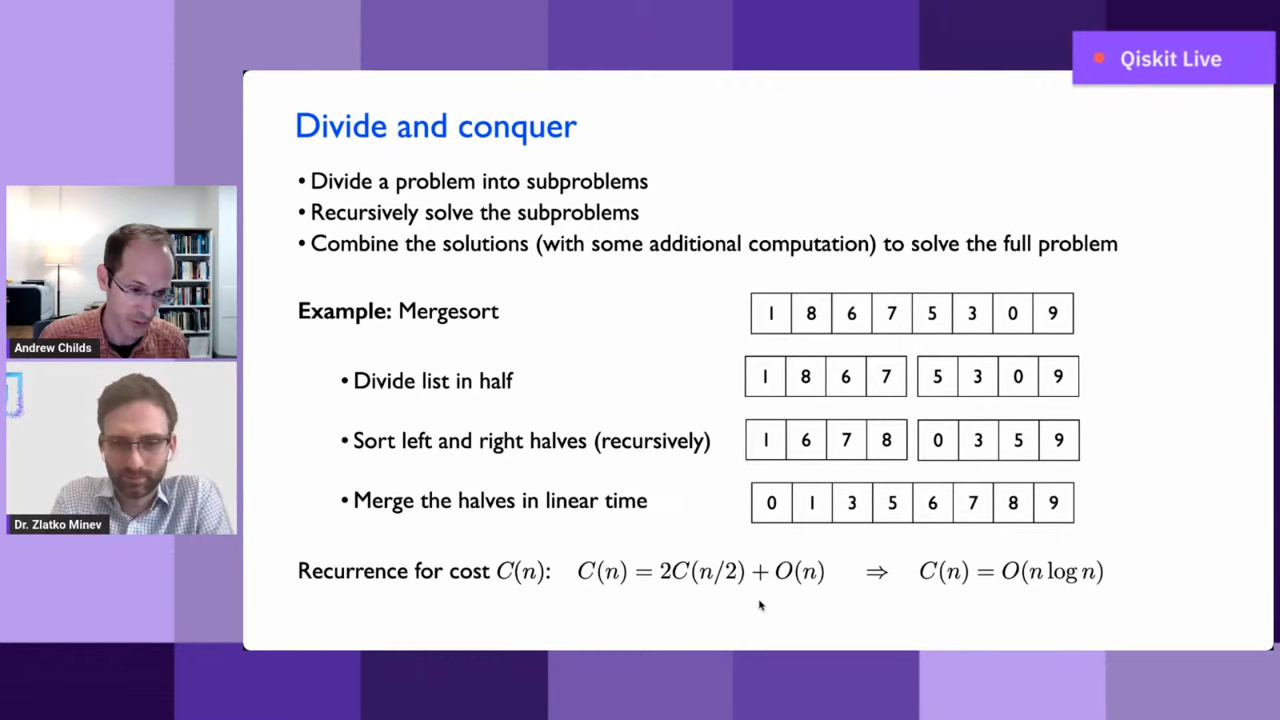 Qiskit Live
Divide and conquer
• Divide a problem into subproblems
• Recursively solve the subproblems
• Combine the solutions (with some additional computation) to solve the full problem
Example: Mergesort
1 8 6 7 5 3 0 9
• Divide list in half
1 8 6 7 5 3 0 9
• Sort left and right halves (recursively)
1 6 7 8 0 3 5 9
• Merge the halves in linear time
0 1 3 5 6 7 8 9
Recurrence for cost C(n): C(n) = 2C(n/2) + O(n) ⇒ C(n) = O(n log n)
Andrew Childs
Dr. Zlatko Minev